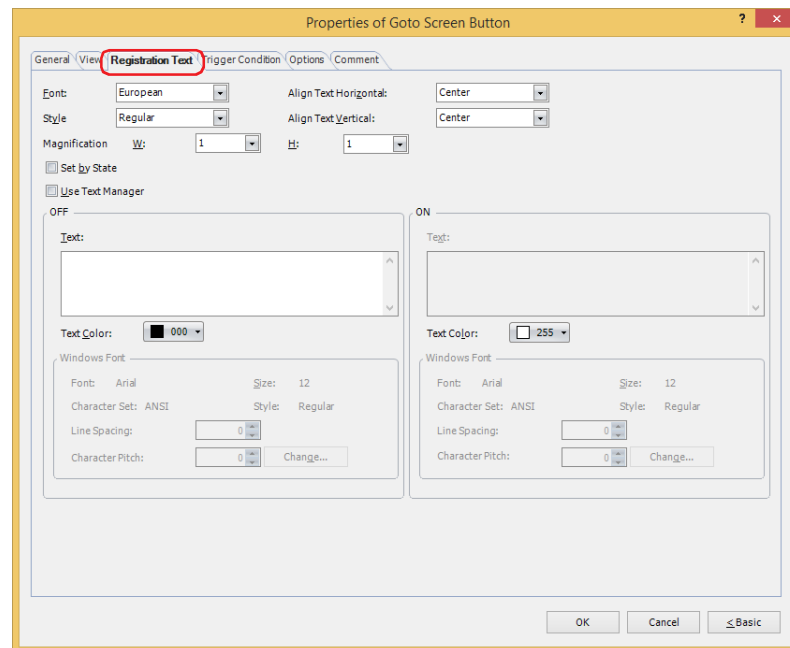 Properties of Goto Screen Button
? ×
General View Registration Text Trigger Condition Options Comment
Font: European Align Text Horizontal: Center
Style Regular Align Text Vertical: Center
Magnification W: 1 H: 1
Set by State
Use Text Manager
OFF ON
Text: Text:
Text Color: 000 Text Color: 255
Windows Font Windows Font
Font: Arial Size: 12 Font: Arial Size: 12
Character Set: ANSI Style: Regular Character Set: ANSI Style: Regular
Line Spacing: 0 Line Spacing: 0
Character Pitch: 0 Change... Character Pitch: 0 Change...
OK Cancel < Basic